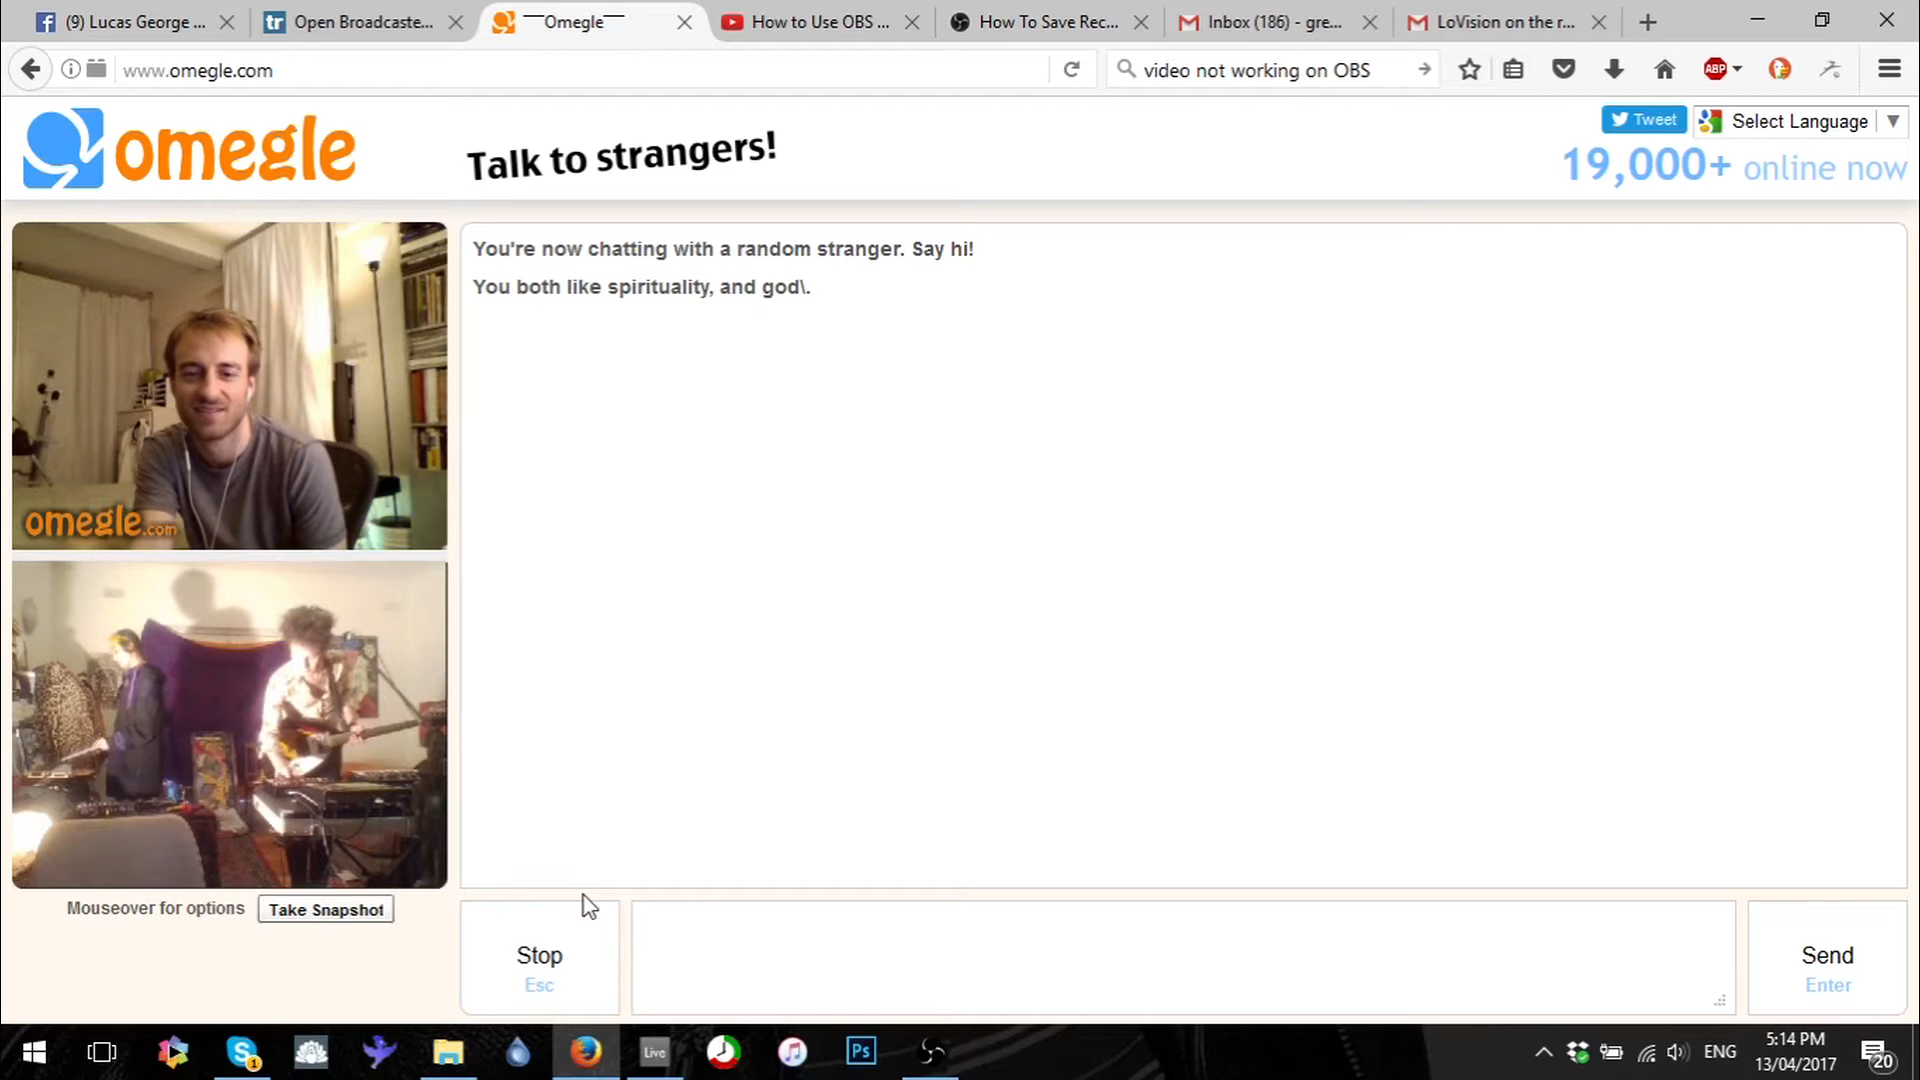 (9) Lucas George ...
Open Broadcaste...
Omegle
How to Use OBS ...
How To Save Rec...
Inbox (186) - gre...
LoVision on the r...
www.omegle.com
video not working on OBS
ABP
omegle
Talk to strangers!
Tweet
Select Language
19,000+ online now
You're now chatting with a random stranger. Say hi!
You both like spirituality, and god\.
omegle.com
Mouseover for options
Take Snapshot
Stop
Esc
Send
Enter
Live
Ps
ENG
5:14 PM
13/04/2017
20